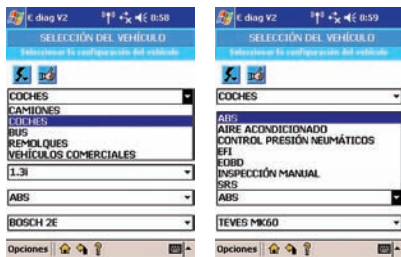 E diag V2 0:58
SELECCIÓN DEL VEHÍCULO
Seleccionar la configuración del vehículo
COCHES
CAMIONES
COCHES
BUS
REMOLQUES
VEHÍCULOS COMERCIALES
1.3i
ABS
BOSCH 2E
Opciones
E diag V2 0:59
SELECCIÓN DEL VEHÍCULO
Seleccionar la configuración del vehículo
COCHES
ABS
AIRE ACONDICIONADO
CONTROL PRESIÓN NEUMÁTICOS
EFI
EOBD
INSPECCIÓN MANUAL
SRS
ABS
TEVES MK60
Opciones